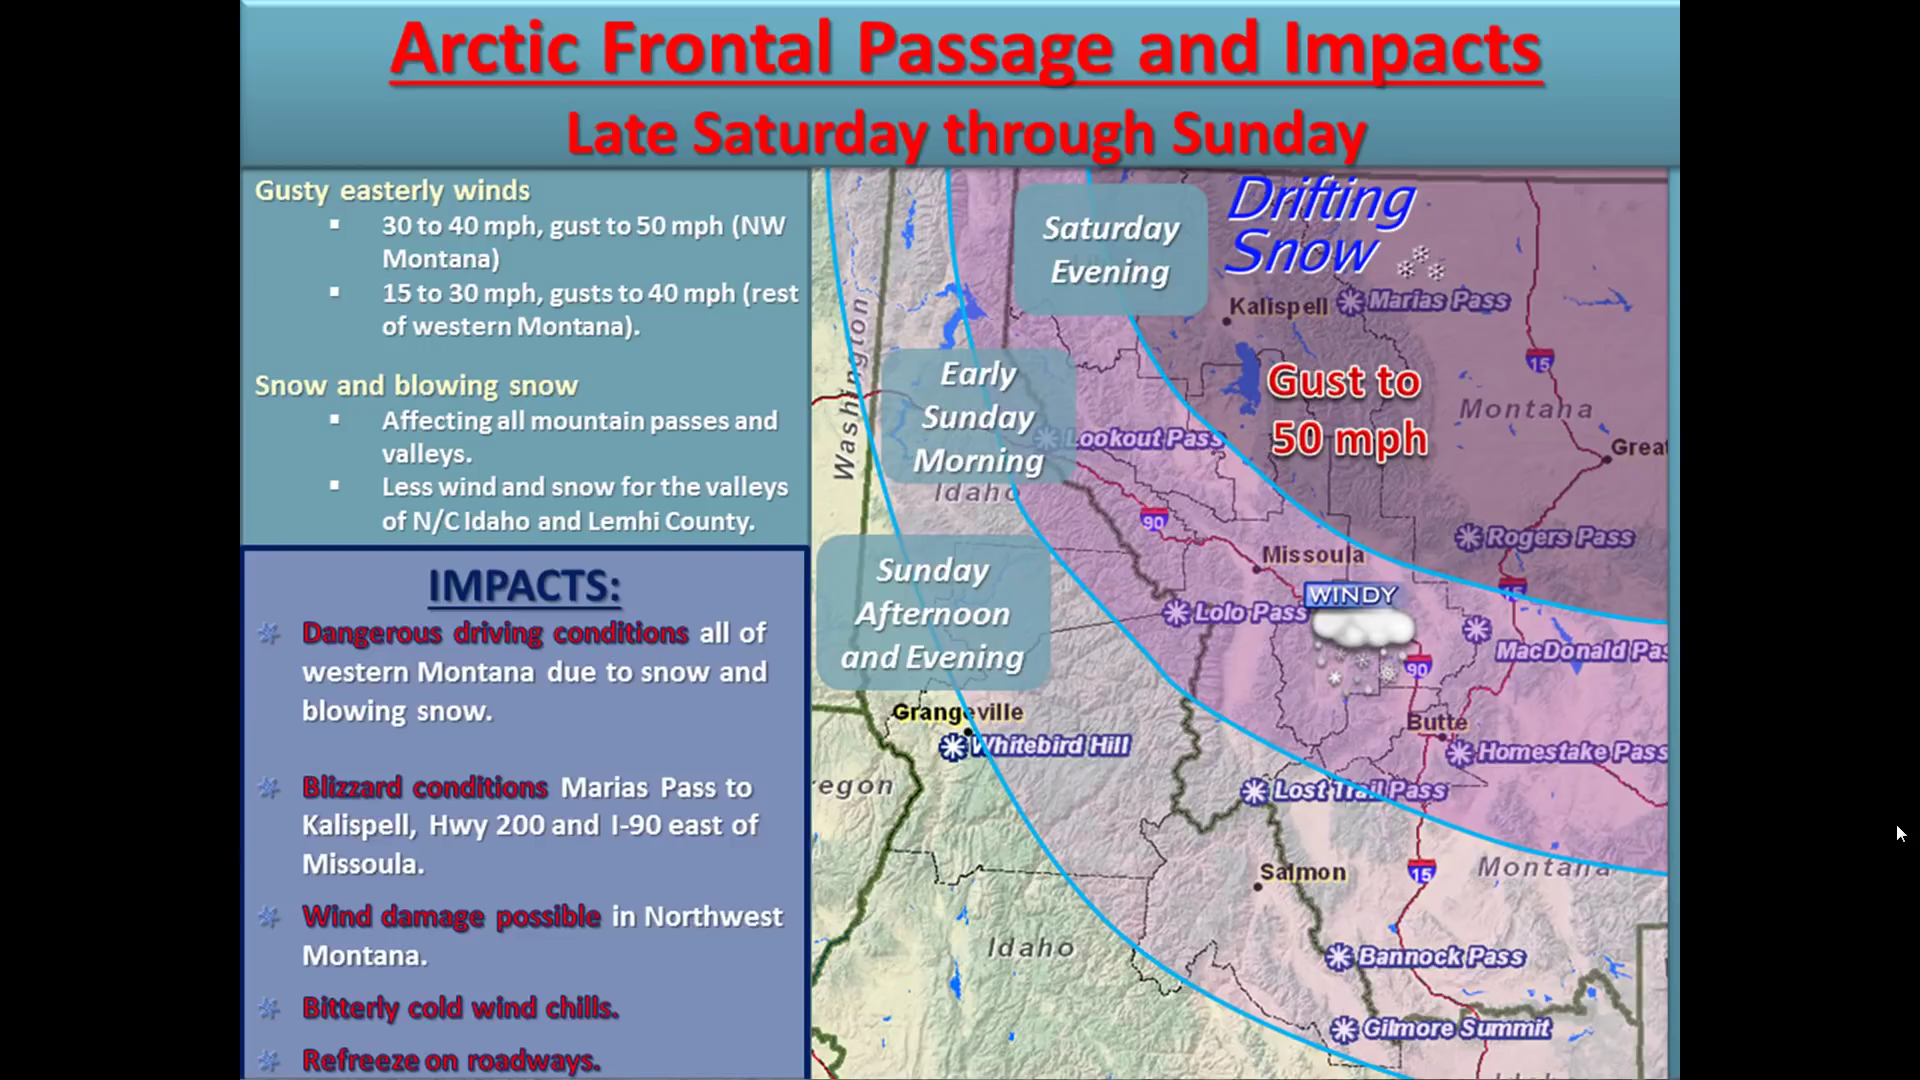 Arctic Frontal Passage and Impacts
Late Saturday through Sunday
Gusty easterly winds
30 to 40 mph, gust to 50 mph (NW
Montana)
15 to 30 mph, gusts to 40 mph (rest
of western Montana).
Snow and blowing snow
Affecting all mountain passes and
valleys.
Less wind and snow for the valleys
of N/C Idaho and Lemhi County.
IMPACTS:
Dangerous driving conditions all of
western Montana due to snow and
blowing snow.
Blizzard conditions Marias Pass to
Kalispell, Hwy 200 and I-90 east of
Missoula.
Wind damage possible in Northwest
Montana.
Bitterly cold wind chills.
Refreeze on roadways.
Saturday
Evening
Drifting
Snow
Kalispell
Marias Pass
Washington
Early
Sunday
Morning
15
Gust to
50 mph
Montana
Lookout Pass
Great
Idaho
90
Rogers Pass
Missoula
Sunday
Afternoon
and Evening
15
WINDY
Lolo Pass
MacDonald Pas
90
Grangeville
Whitebird Hill
Butte
Homestake Pass
egon
Lost Trail Pass
Salmon
15
Montana
Idaho
Bannock Pass
Gilmore Summit